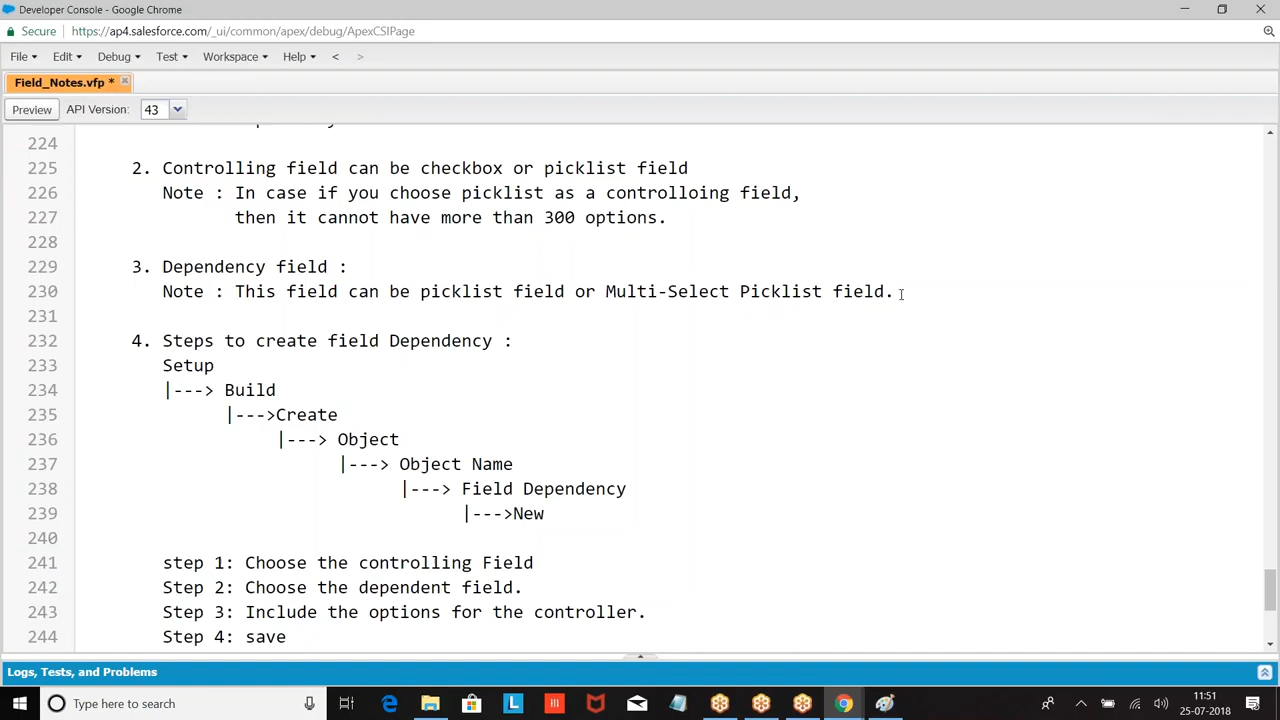 Developer Console - Google Chrome
Secure https://ap4.salesforce.com/_ui/common/apex/debug/ApexCSIPage
File Edit Debug Test Workspace Help < >
Field_Notes.vfp *
Preview API Version: 43
224
225 2. Controlling field can be checkbox or picklist field
226 Note : In case if you choose picklist as a controlloing field,
227 then it cannot have more than 300 options.
228
229 3. Dependency field :
230 Note : This field can be picklist field or Multi-Select Picklist field.
231
232 4. Steps to create field Dependency :
233 Setup
234 |---> Build
235 |--->Create
236 |---> Object
237 |---> Object Name
238 |---> Field Dependency
239 |--->New
240
241 step 1: Choose the controlling Field
242 Step 2: Choose the dependent field.
243 Step 3: Include the options for the controller.
244 Step 4: save
Logs, Tests, and Problems
Type here to search
11:51
25-07-2018